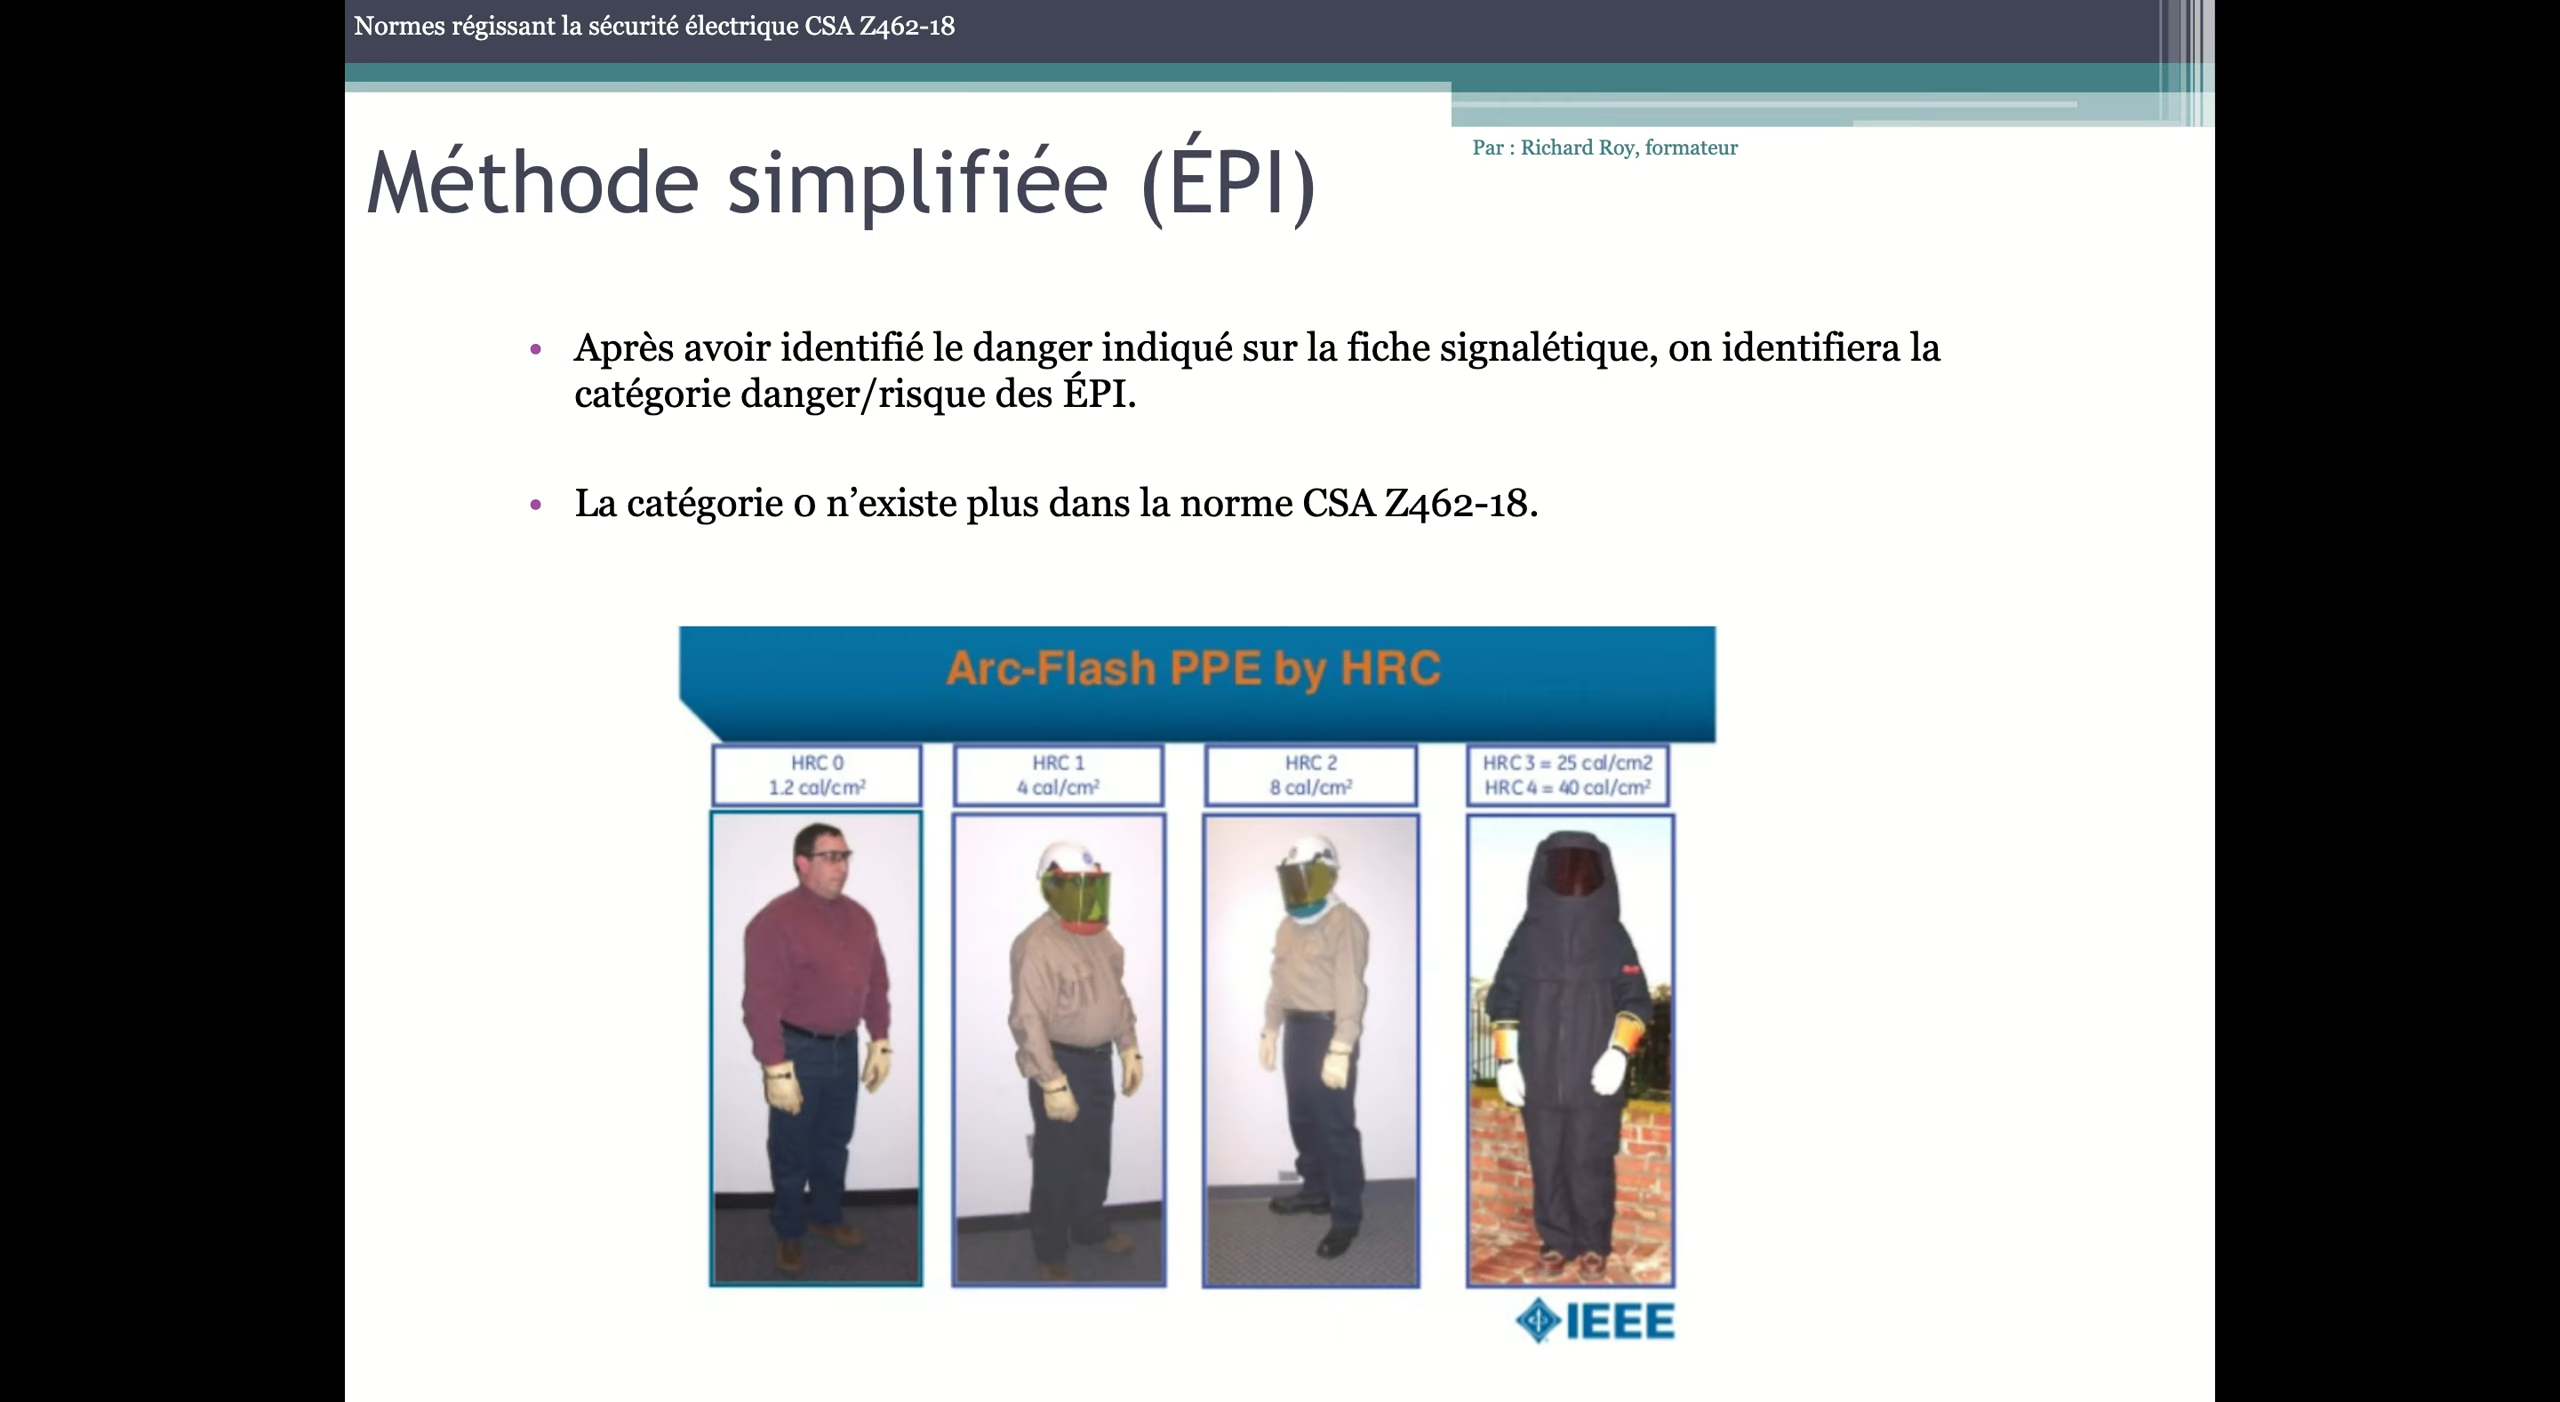 Normes régissant la sécurité électrique CSA Z462-18
Par : Richard Roy, formateur
Méthode simplifiée (ÉPI)
• Après avoir identifié le danger indiqué sur la fiche signalétique, on identifiera la
catégorie danger/risque des ÉPI.
• La catégorie 0 n’existe plus dans la norme CSA Z462-18.
Arc-Flash PPE by HRC
HRC 0
1.2 cal/cm²
HRC 1
4 cal/cm²
HRC 2
8 cal/cm²
HRC 3 = 25 cal/cm2
HRC 4 = 40 cal/cm²
IEEE